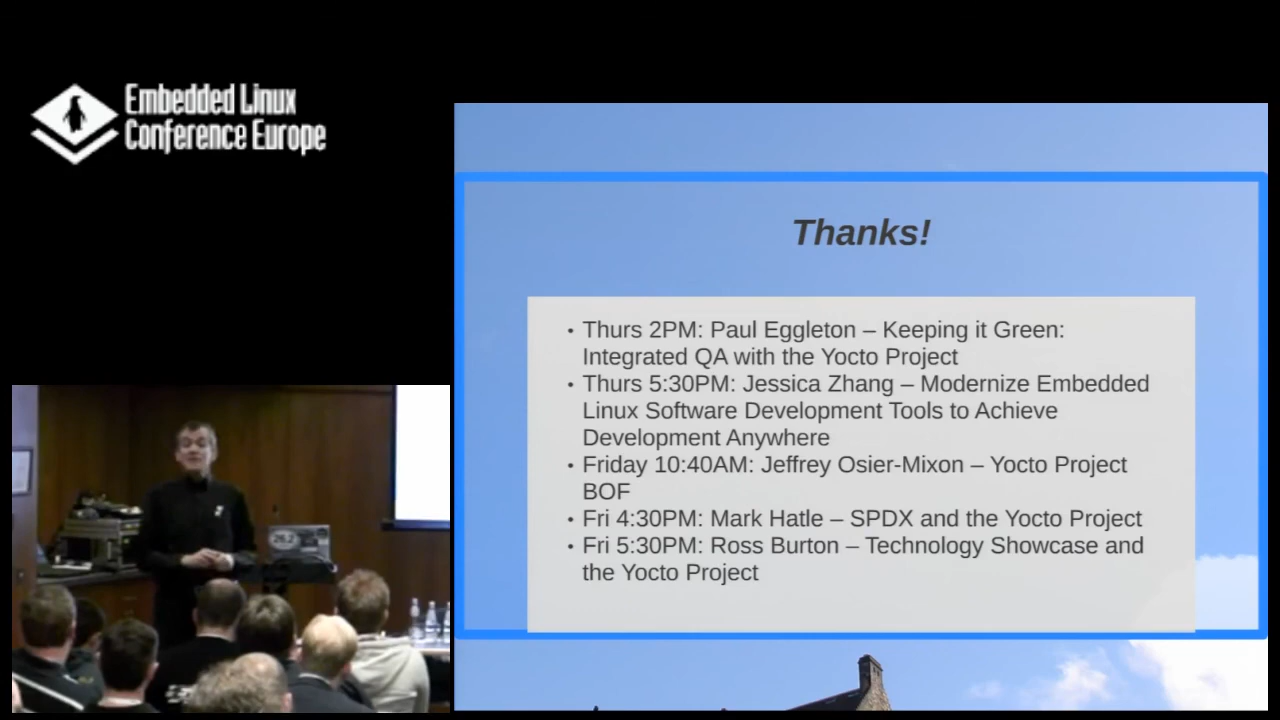 Embedded Linux
Conference Europe
Thanks!
• Thurs 2PM: Paul Eggleton – Keeping it Green:
Integrated QA with the Yocto Project
• Thurs 5:30PM: Jessica Zhang – Modernize Embedded
Linux Software Development Tools to Achieve
Development Anywhere
• Friday 10:40AM: Jeffrey Osier-Mixon – Yocto Project
BOF
• Fri 4:30PM: Mark Hatle – SPDX and the Yocto Project
• Fri 5:30PM: Ross Burton – Technology Showcase and
the Yocto Project
26.2